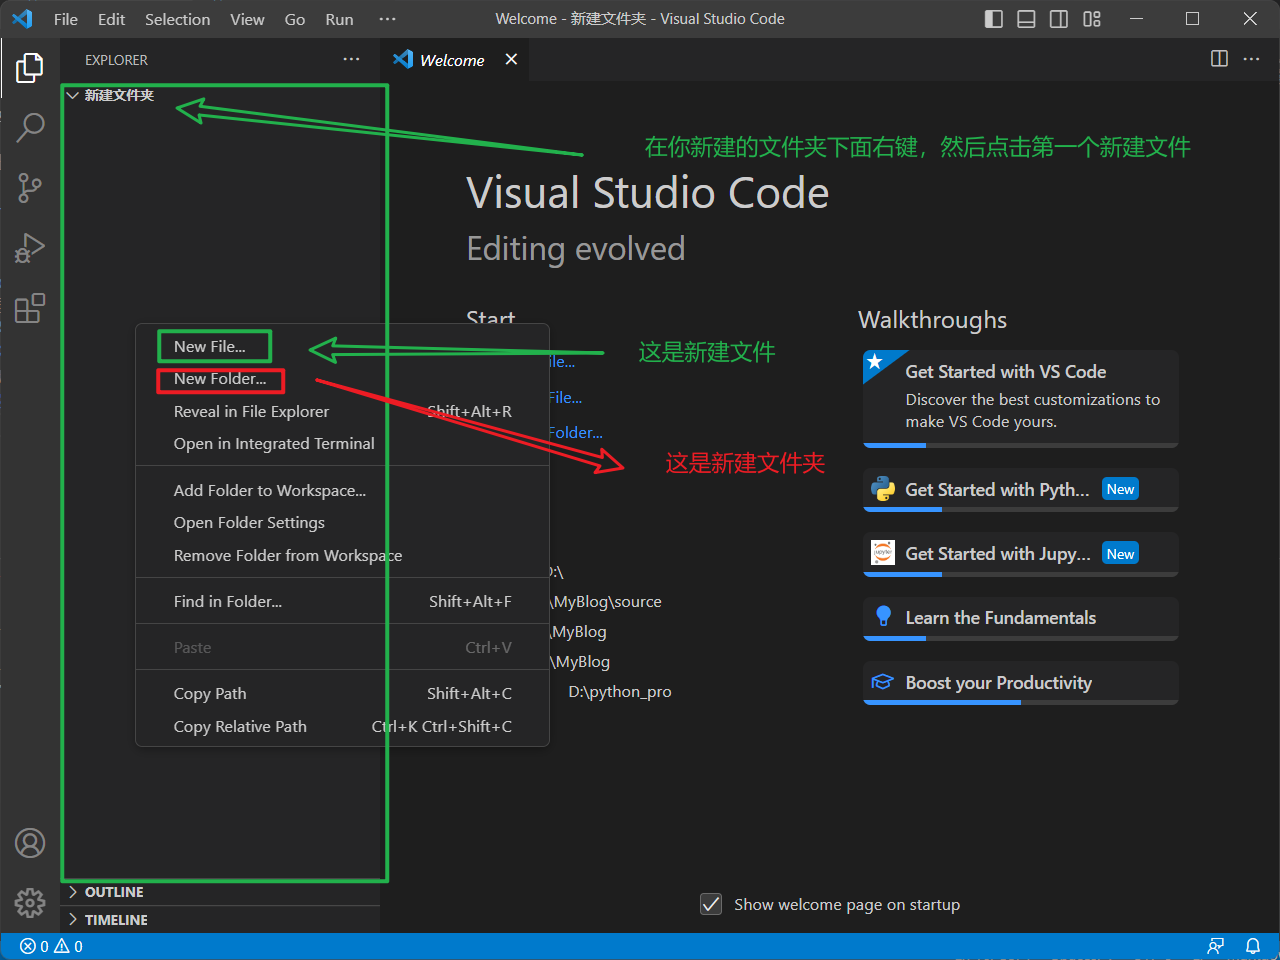 File Edit Selection View Go Run ··· Welcome - 新建文件夹 - Visual Studio Code
EXPLORER ···
Welcome
新建文件夹
在你新建的文件夹下面右键，然后点击第一个新建文件
Visual Studio Code
Editing evolved
Start
Walkthroughs
New File...
这是新建文件
ile...
Get Started with VS Code
Discover the best customizations to
make VS Code yours.
New Folder...
Reveal in File Explorer Shift+Alt+R
File...
Folder...
Open in Integrated Terminal
这是新建文件夹
Add Folder to Workspace...
Get Started with Pyth... New
Open Folder Settings
Remove Folder from Workspace
Get Started with Jupy... New
D:\
Find in Folder... Shift+Alt+F
\MyBlog\source
Learn the Fundamentals
\MyBlog
Paste Ctrl+V
\MyBlog
Copy Path Shift+Alt+C
D:\python_pro
Boost your Productivity
Copy Relative Path Ctrl+K Ctrl+Shift+C
OUTLINE
Show welcome page on startup
TIMELINE
0 0